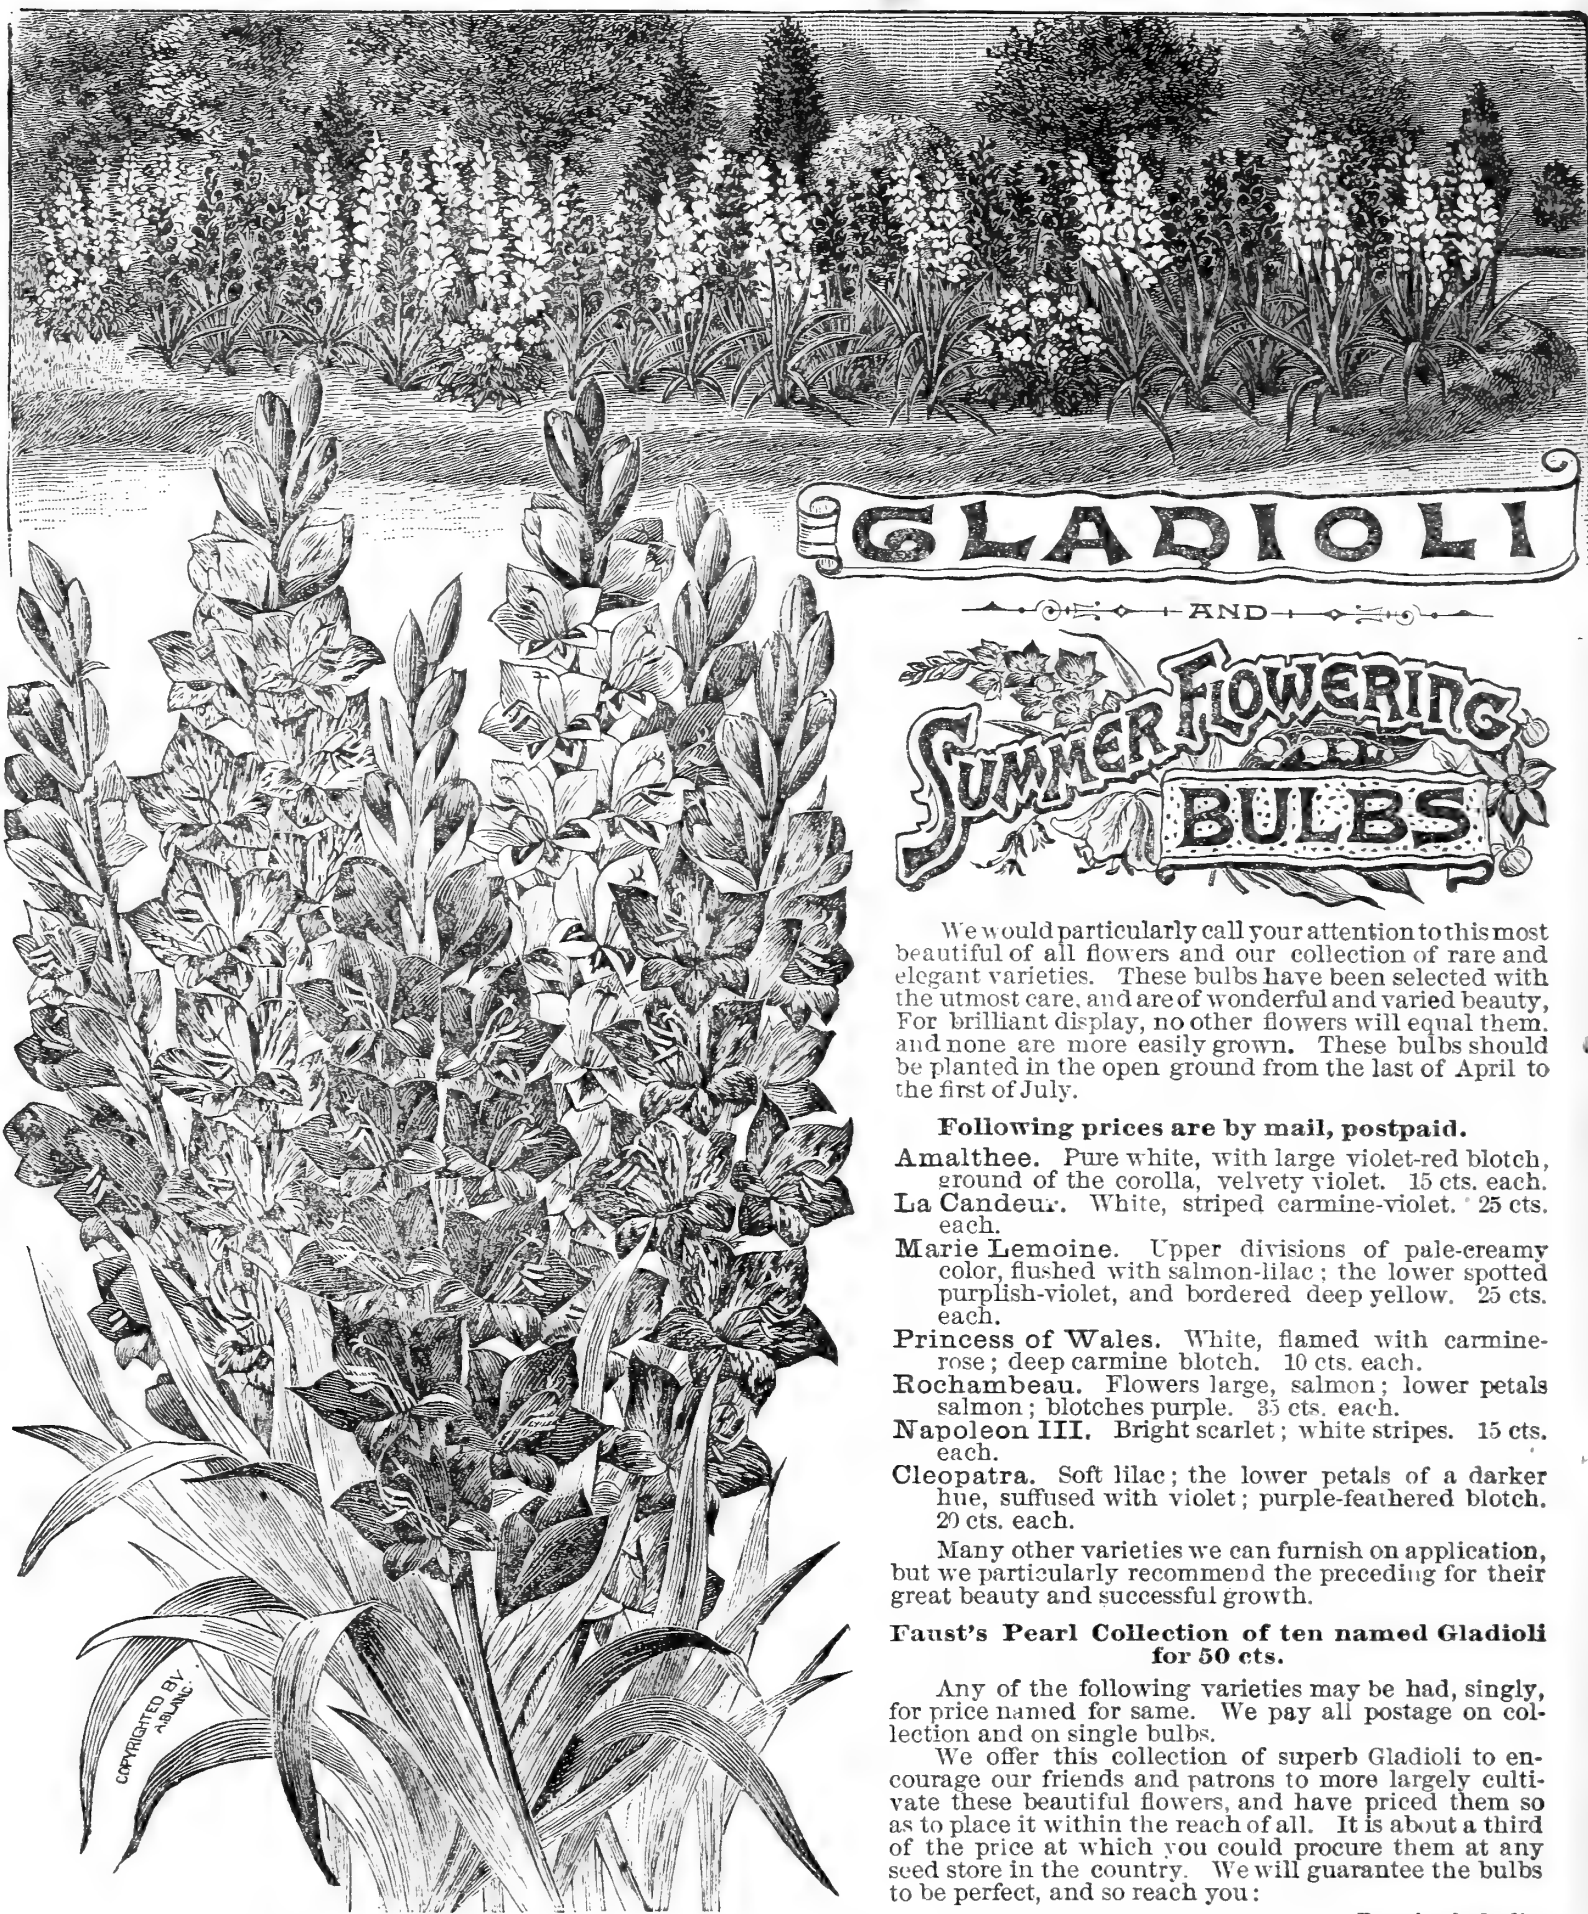 GLADIOLI
AND
SUMMER FLOWERING
BULBS
We would particularly call your attention to this most
beautiful of all flowers and our collection of rare and
elegant varieties. These bulbs have been selected with
the utmost care, and are of wonderful and varied beauty,
For brilliant display, no other flowers will equal them.
and none are more easily grown. These bulbs should
be planted in the open ground from the last of April to
the first of July.
Following prices are by mail, postpaid.
Amalthee. Pure white, with large violet-red blotch,
ground of the corolla, velvety violet. 15 cts. each.
La Candeur. White, striped carmine-violet. 25 cts.
each.
Marie Lemoine. Upper divisions of pale-creamy
color, flushed with salmon-lilac; the lower spotted
purplish-violet, and bordered deep yellow. 25 cts.
each.
Princess of Wales. White, flamed with carmine-
rose; deep carmine blotch. 10 cts. each.
Rochambeau. Flowers large, salmon; lower petals
salmon; blotches purple. 35 cts. each.
Napoleon III. Bright scarlet; white stripes. 15 cts.
each.
Cleopatra. Soft lilac; the lower petals of a darker
hue, suffused with violet; purple-feathered blotch.
20 cts. each.
Many other varieties we can furnish on application,
but we particularly recommend the preceding for their
great beauty and successful growth.
Faust's Pearl Collection of ten named Gladioli
for 50 cts.
Any of the following varieties may be had, singly,
for price named for same. We pay all postage on col-
lection and on single bulbs.
We offer this collection of superb Gladioli to en-
courage our friends and patrons to more largely culti-
vate these beautiful flowers, and have priced them so
as to place it within the reach of all. It is about a third
of the price at which you could procure them at any
seed store in the country. We will guarantee the bulbs
to be perfect, and so reach you:
COPYRIGHTED BY
A. BLANC.